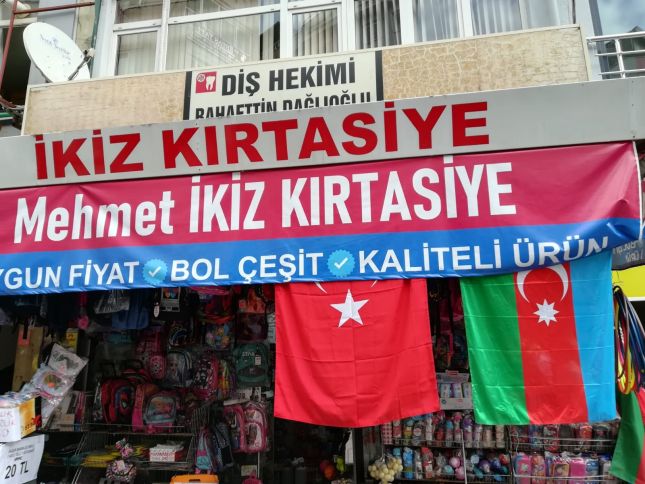 DİŞ HEKİMİ
BAHAETTİN DAĞLIOĞLU
İKİZ KIRTASİYE
Mehmet İKİZ KIRTASİYE
YGUN FİYAT BOL ÇEŞİT KALİTELİ ÜRÜN
20 TL